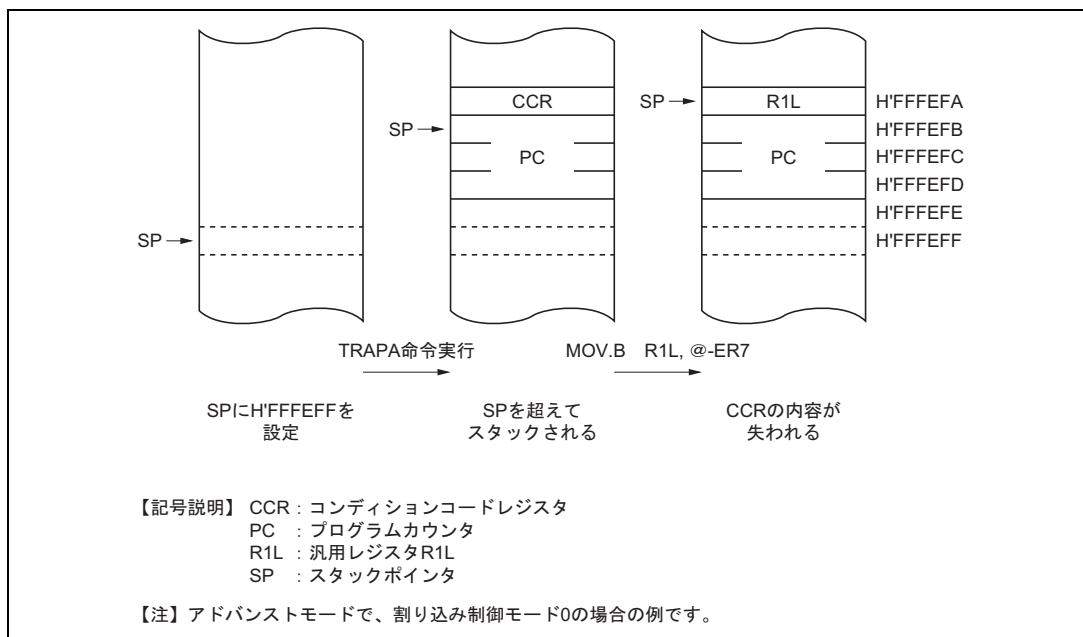 CCR
SP
R1L
H'FFFEFA
SP
H'FFFEFB
PC
PC
H'FFFEFC
H'FFFEFD
H'FFFEFE
SP
H'FFFEFF
TRAPA命令実行
MOV.B R1L, @-ER7
SPにH'FFFEFFを
設定
SPを超えて
スタックされる
CCRの内容が
失われる
【記号説明】 CCR : コンディションコードレジスタ
PC : プログラムカウンタ
R1L : 汎用レジスタR1L
SP : スタックポインタ
【注】アドバンストモードで、割り込み制御モード0の場合の例です。